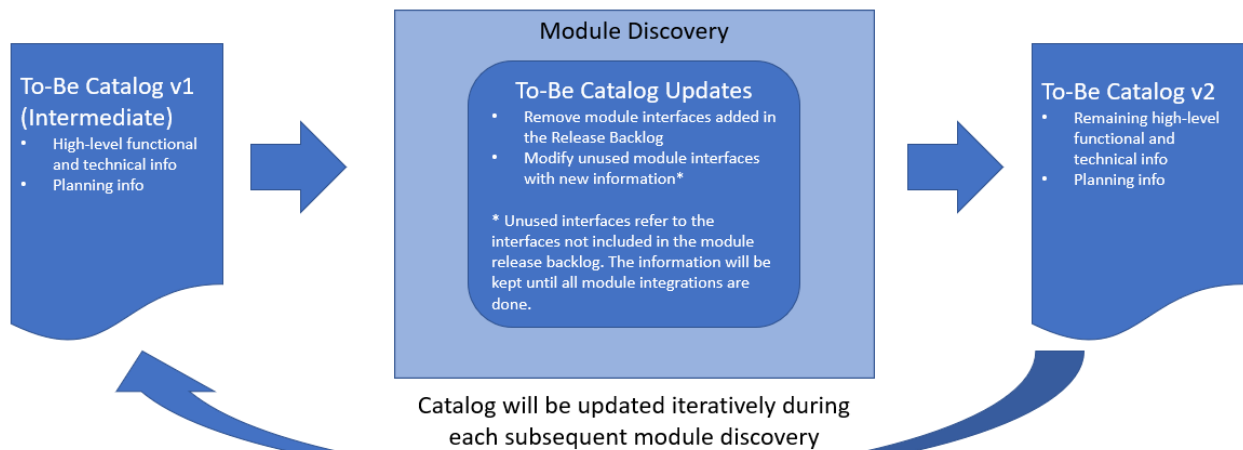 To-Be Catalog v1
(Intermediate)
• High-level functional
and technical info
• Planning info
Module Discovery
To-Be Catalog Updates
• Remove module interfaces added in
the Release Backlog
• Modify unused module interfaces
with new information*
* Unused interfaces refer to the
interfaces not included in the module
release backlog. The information will be
kept until all module integrations are
done.
To-Be Catalog v2
• Remaining high-level
functional and
technical info
• Planning info
Catalog will be updated iteratively during
each subsequent module discovery